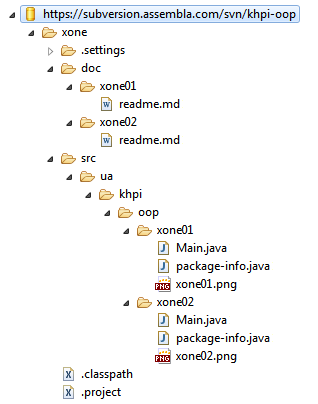 https://subversion.assembla.com/svn/khpi-oop
xone
.settings
doc
xone01
readme.md
xone02
readme.md
src
ua
khpi
oop
xone01
Main.java
package-info.java
xone01.png
xone02
Main.java
package-info.java
xone02.png
.classpath
.project